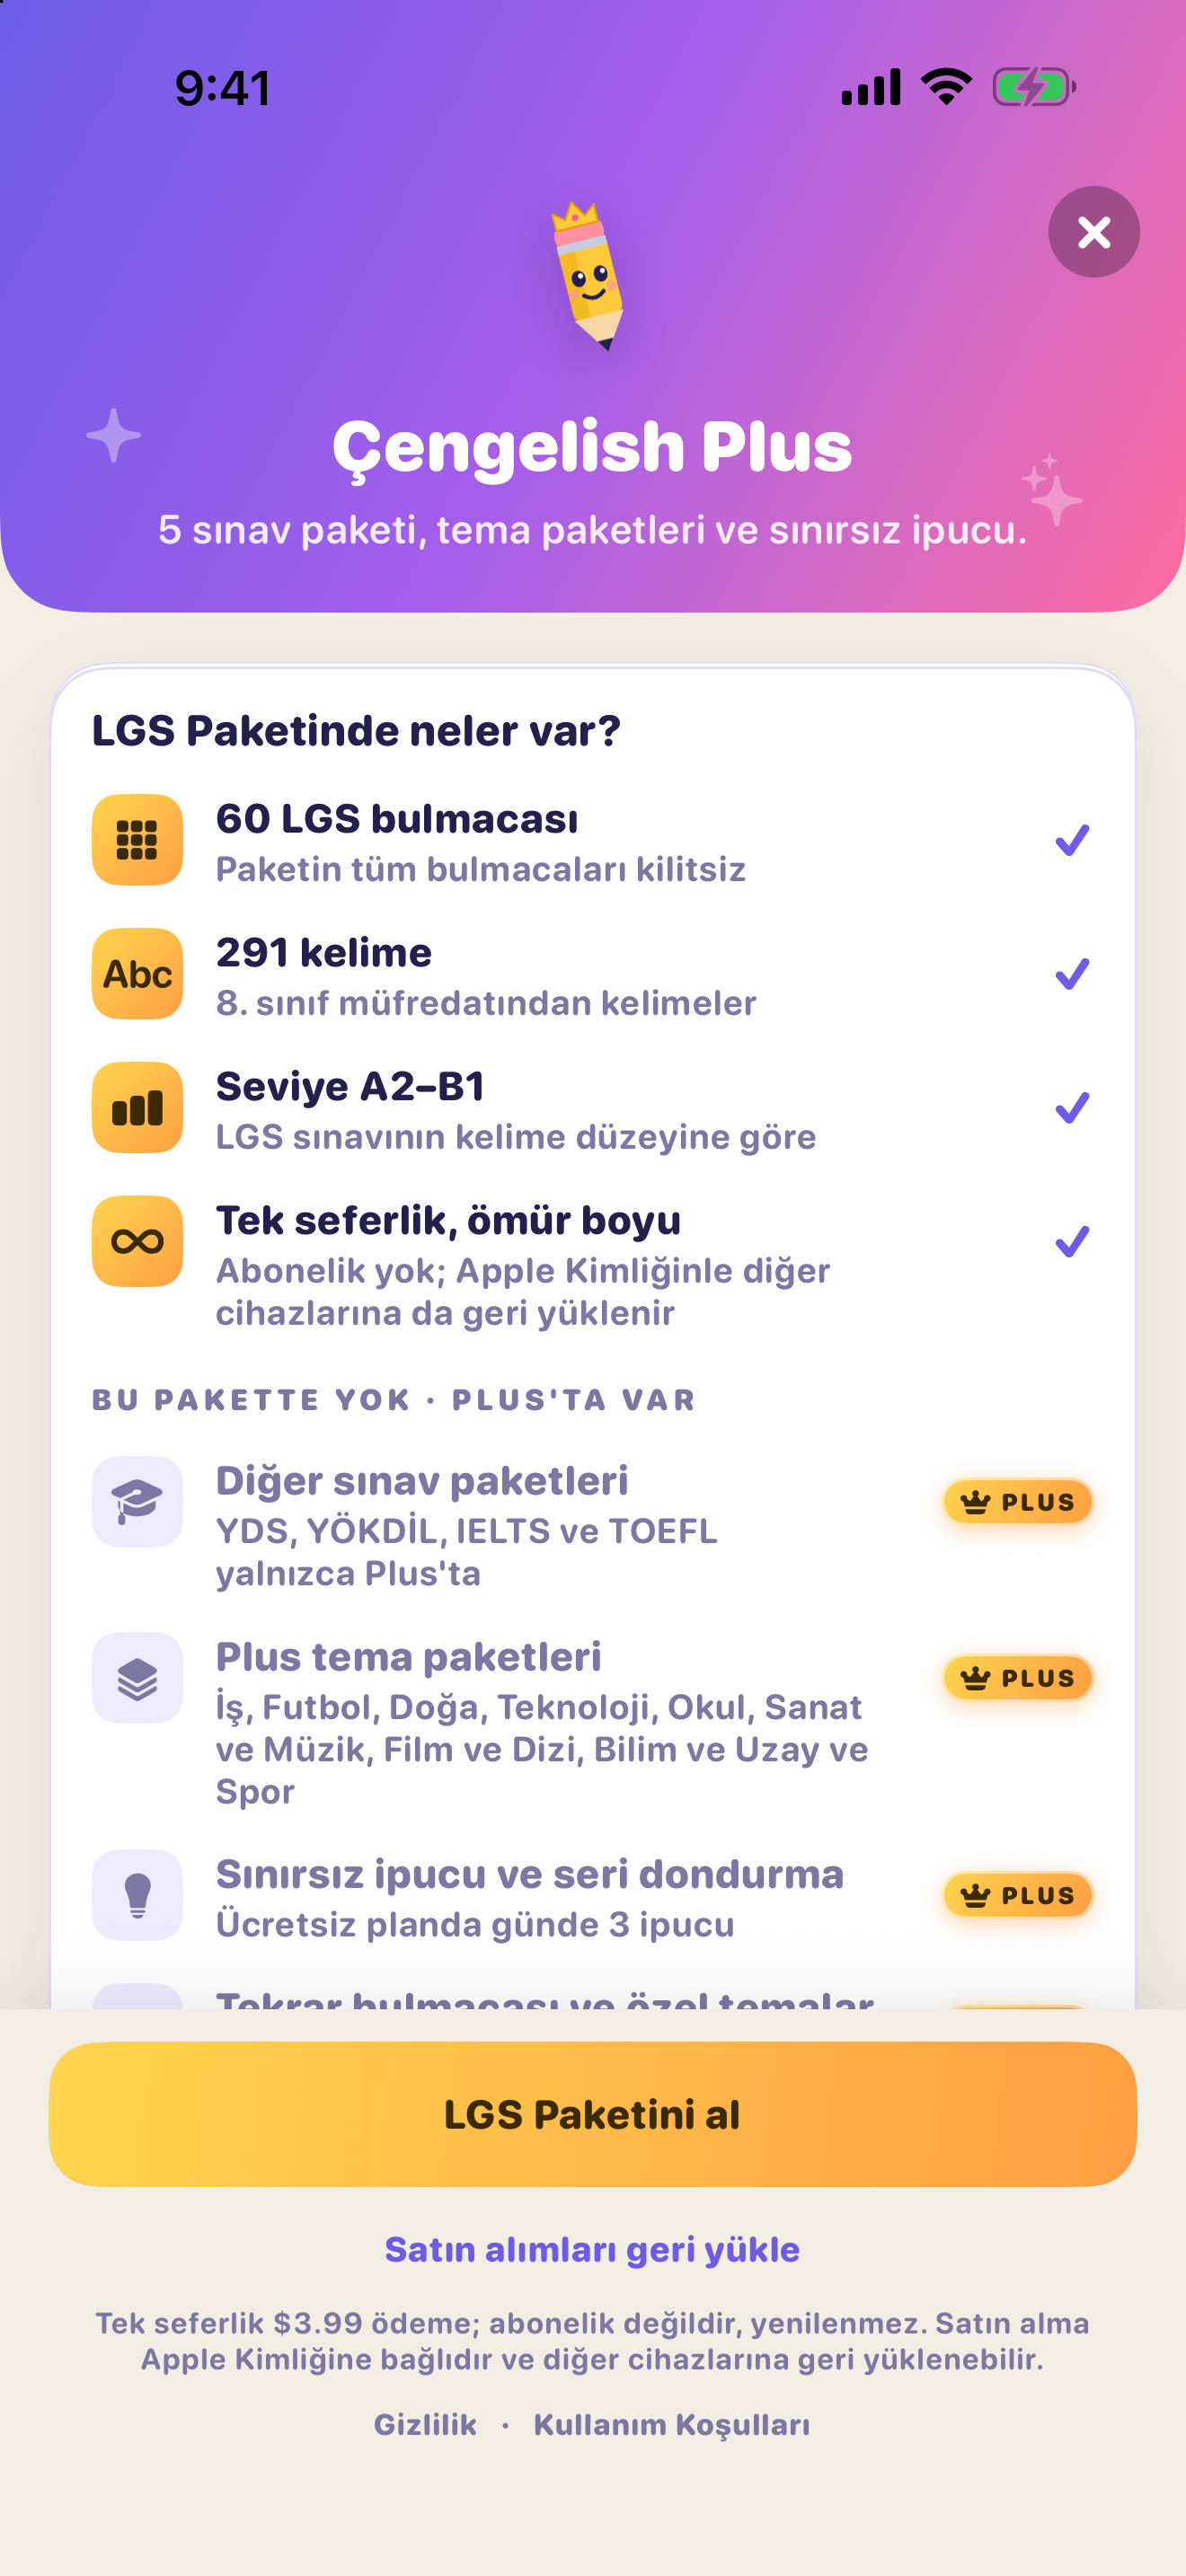 9:41
Çengelish Plus
5 sınav paketi, tema paketleri ve sınırsız ipucu.
LGS Paketinde neler var?
60 LGS bulmacası
Paketin tüm bulmacaları kilitsiz
Abc
291 kelime
8. sınıf müfredatından kelimeler
Seviye A2–B1
LGS sınavının kelime düzeyine göre
Tek seferlik, ömür boyu
Abonelik yok; Apple Kimliğinle diğer
cihazlarına da geri yüklenir
BU PAKETTE YOK · PLUS'TA VAR
Diğer sınav paketleri
PLUS
YDS, YÖKDİL, IELTS ve TOEFL
yalnızca Plus'ta
Plus tema paketleri
PLUS
İş, Futbol, Doğa, Teknoloji, Okul, Sanat
ve Müzik, Film ve Dizi, Bilim ve Uzay ve
Spor
Sınırsız ipucu ve seri dondurma
PLUS
Ücretsiz planda günde 3 ipucu
Tekrar bulmacası ve özel temalar
LGS Paketini al
Satın alımları geri yükle
Tek seferlik $3.99 ödeme; abonelik değildir, yenilenmez. Satın alma
Apple Kimliğine bağlıdır ve diğer cihazlarına geri yüklenebilir.
Gizlilik · Kullanım Koşulları